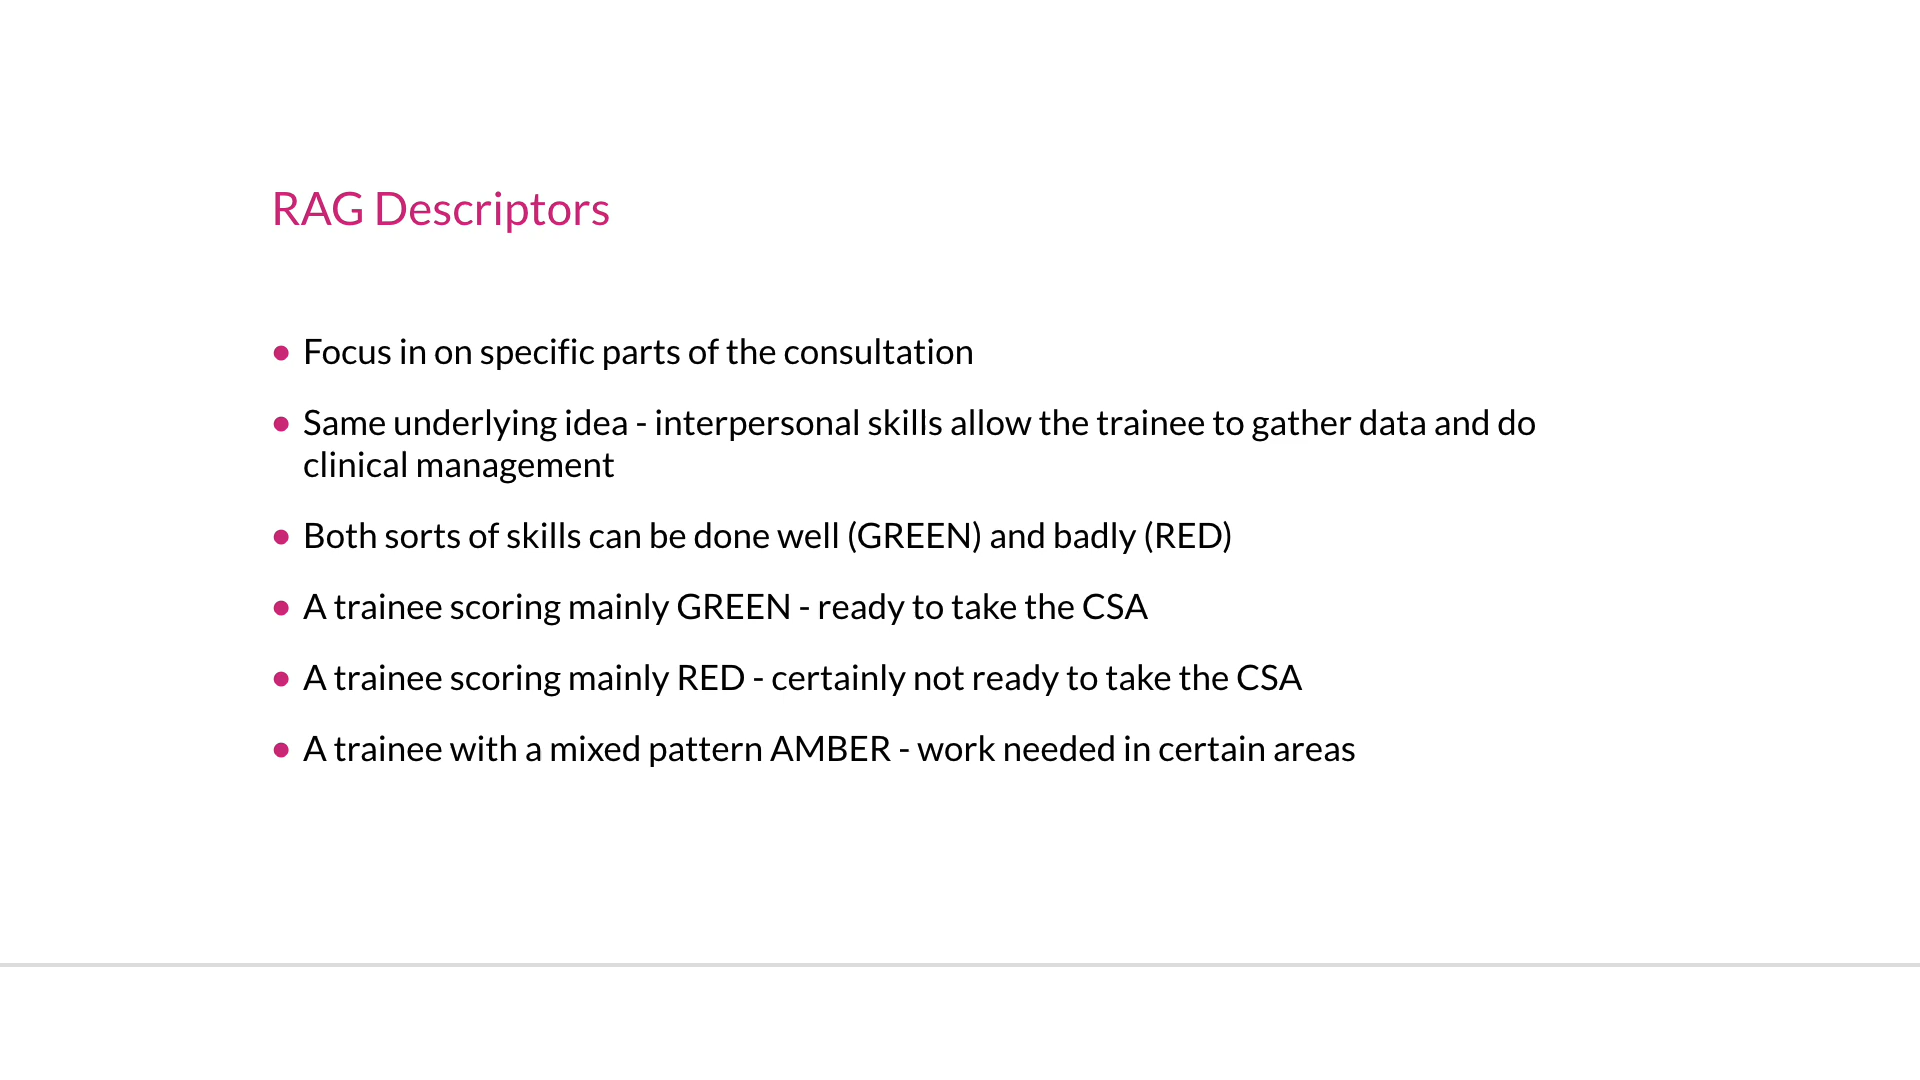 RAG Descriptors
• Focus in on specific parts of the consultation
• Same underlying idea - interpersonal skills allow the trainee to gather data and do
clinical management
• Both sorts of skills can be done well (GREEN) and badly (RED)
• A trainee scoring mainly GREEN - ready to take the CSA
• A trainee scoring mainly RED - certainly not ready to take the CSA
• A trainee with a mixed pattern AMBER - work needed in certain areas